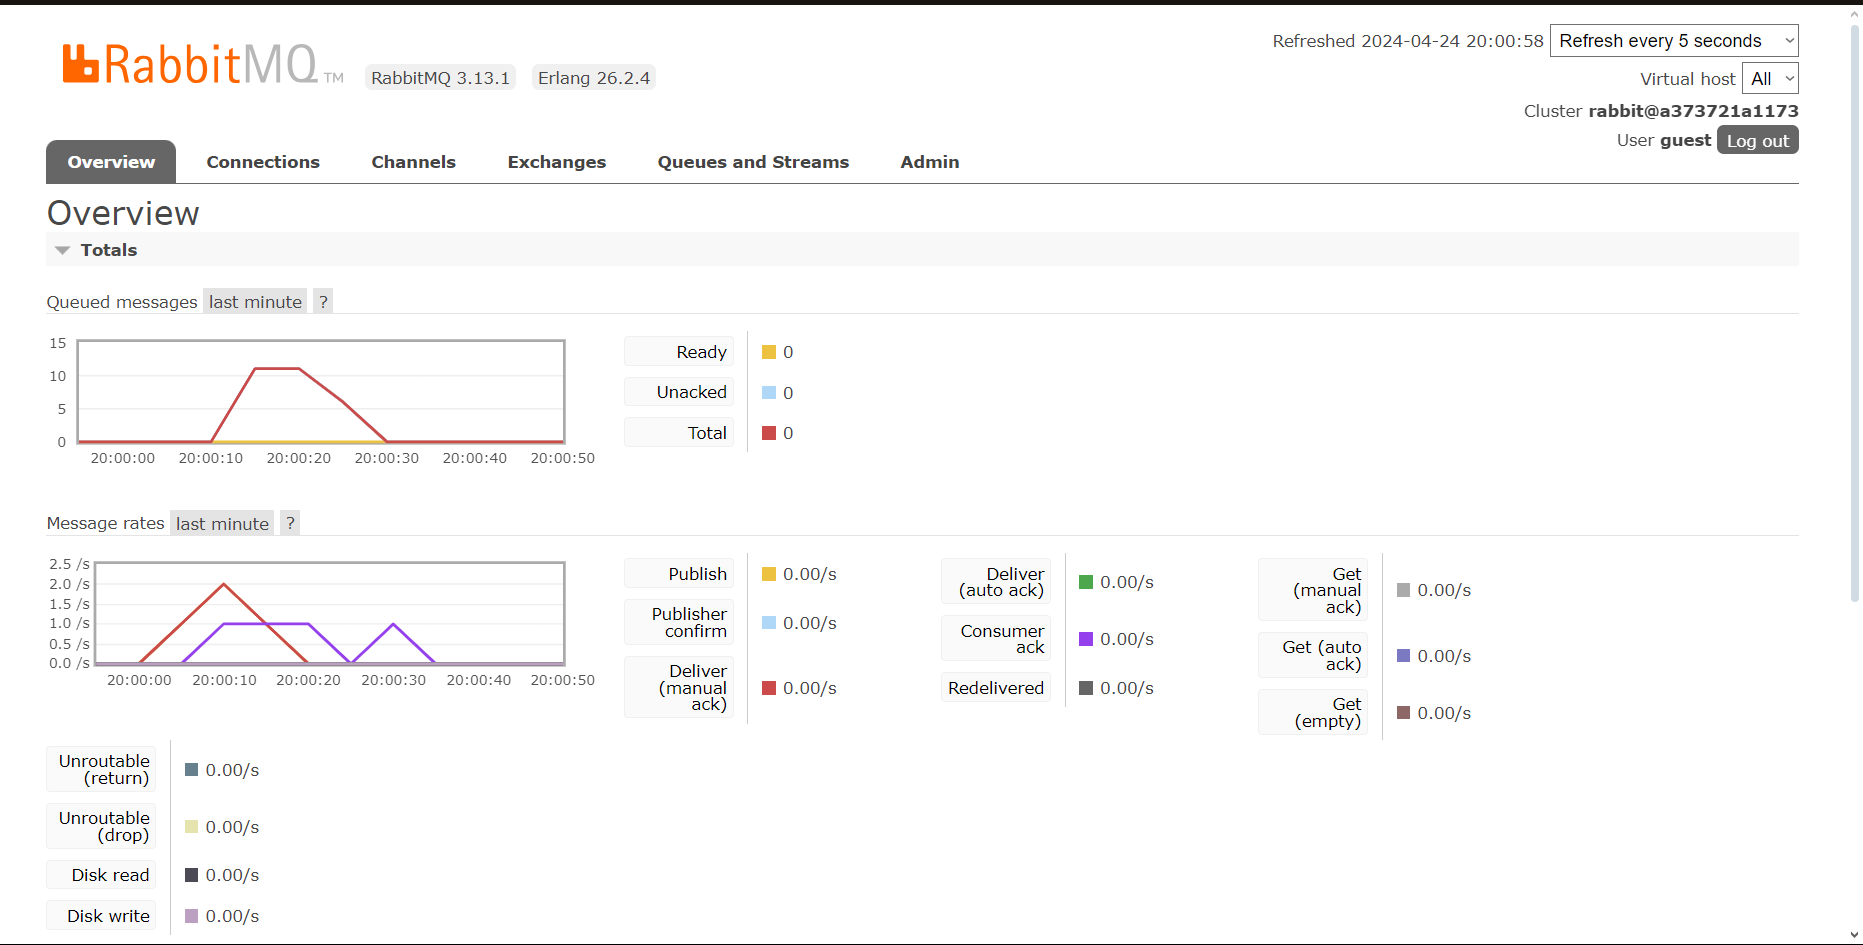 RabbitMQ TM RabbitMQ 3.13.1 Erlang 26.2.4
Refreshed 2024-04-24 20:00:58 Refresh every 5 seconds
Virtual host All
Cluster rabbit@a373721a1173
User guest Log out
Overview Connections Channels Exchanges Queues and Streams Admin
Overview
Totals
Queued messages last minute ?
15
10
5
0
20:00:00 20:00:10 20:00:20 20:00:30 20:00:40 20:00:50
Ready 0
Unacked 0
Total 0
Message rates last minute ?
2.5 /s
2.0 /s
1.5 /s
1.0 /s
0.5 /s
0.0 /s
20:00:00 20:00:10 20:00:20 20:00:30 20:00:40 20:00:50
Publish 0.00/s
Publisher
confirm 0.00/s
Deliver
(manual
ack) 0.00/s
Deliver
(auto ack) 0.00/s
Consumer
ack 0.00/s
Redelivered 0.00/s
Get
(manual
ack) 0.00/s
Get (auto
ack) 0.00/s
Get
(empty) 0.00/s
Unroutable
(return) 0.00/s
Unroutable
(drop) 0.00/s
Disk read 0.00/s
Disk write 0.00/s